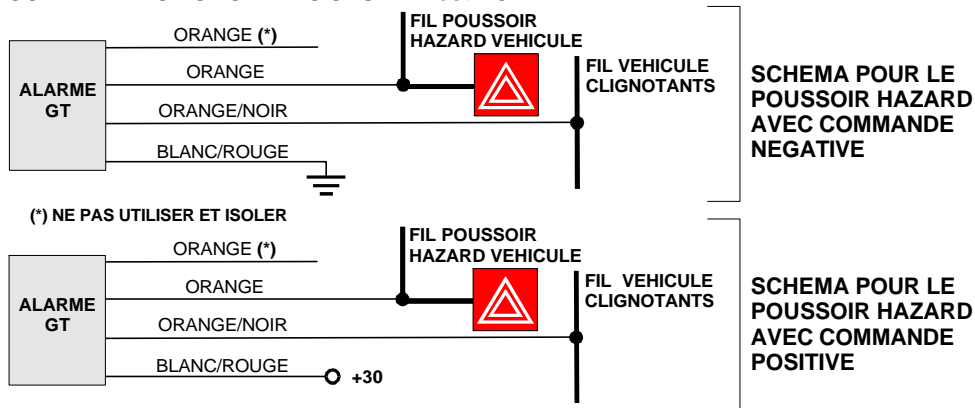 FIL POUSSOIR
HAZARD VEHICULE
ORANGE (*)
ORANGE
ALARME
GT
ORANGE/NOIR
BLANC/ROUGE
FIL VEHICULE
CLIGNOTANTS
SCHEMA POUR LE
POUSSOIR HAZARD
AVEC COMMANDE
NEGATIVE
(*) NE PAS UTILISER ET ISOLER
FIL POUSSOIR
HAZARD VEHICULE
ORANGE (*)
ORANGE
ALARME
GT
ORANGE/NOIR
BLANC/ROUGE
+30
FIL VEHICULE
CLIGNOTANTS
SCHEMA POUR LE
POUSSOIR HAZARD
AVEC COMMANDE
POSITIVE